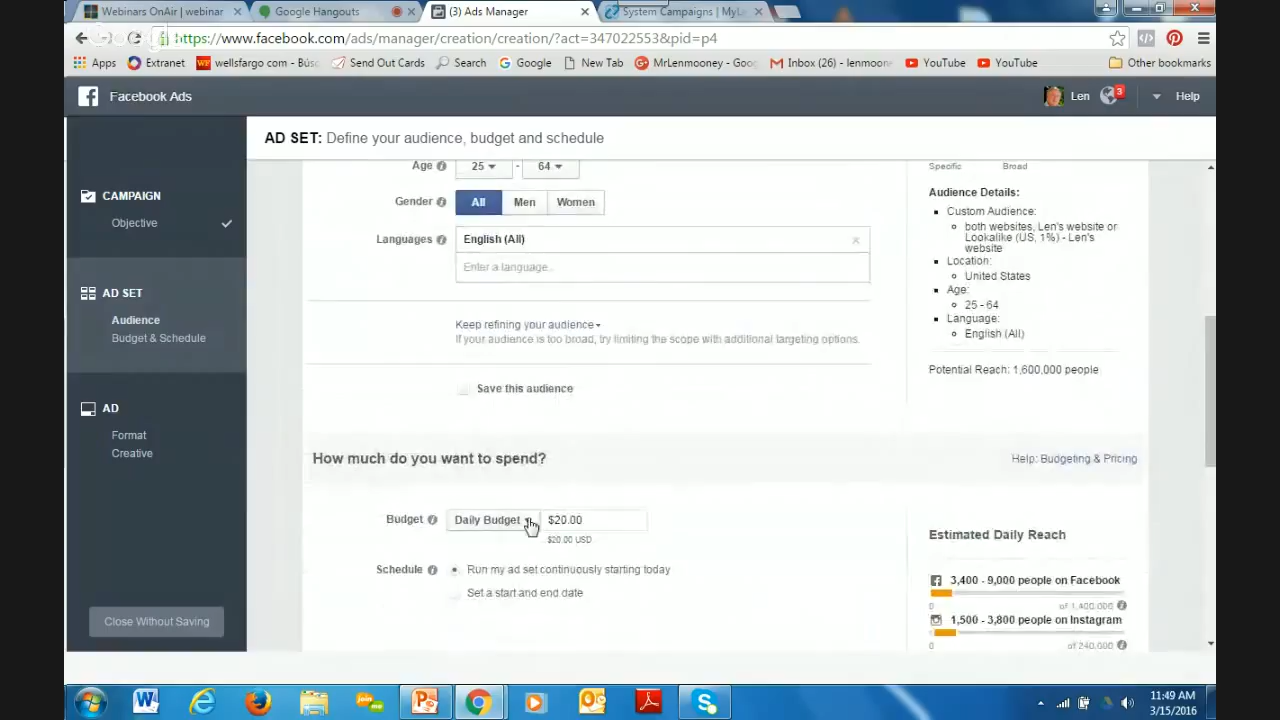 Webinars OnAir | webinar
Google Hangouts
(3) Ads Manager
System Campaigns | MyLe
https://www.facebook.com/ads/manager/creation/creation/?act=347022553&pid=p4
Apps
Extranet
wellsfargo.com - Bús
Send Out Cards
Search
Google
New Tab
MrLenmooney - Goo
Inbox (26) - lenmoon
YouTube
YouTube
Other bookmarks
Facebook Ads
Len
3
Help
AD SET: Define your audience, budget and schedule
CAMPAIGN
Objective
AD SET
Audience
Budget & Schedule
AD
Format
Creative
Close Without Saving
Age
25
-
64
Gender
All
Men
Women
Languages
English (All)
Enter a language..
Keep refining your audience
If your audience is too broad, try limiting the scope with additional targeting options.
Save this audience
How much do you want to spend?
Help: Budgeting & Pricing
Budget
Daily Budget
$20.00
$20.00 USD
Schedule
Run my ad set continuously starting today
Set a start and end date
Specific
Broad
Audience Details:
Custom Audience:
both websites, Len's website or
Lookalike (US, 1%) - Len's
website
Location:
United States
Age:
25 - 64
Language:
English (All)
Potential Reach: 1,600,000 people
Estimated Daily Reach
3,400 - 9,000 people on Facebook
0
of 1,400,000
1,500 - 3,800 people on Instagram
0
of 240,000
11:49 AM
3/15/2016